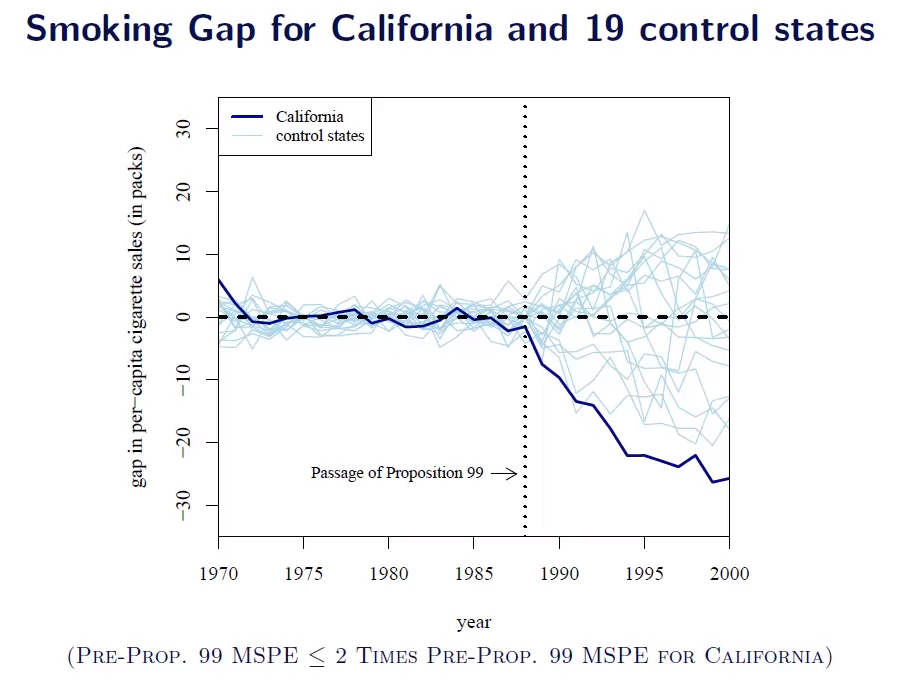 Smoking Gap for California and 19 control states
California
control states
gap in per−capita cigarette sales (in packs)
30
20
10
0
−10
−20
−30
Passage of Proposition 99
1970 1975 1980 1985 1990 1995 2000
year
(Pre-Prop. 99 MSPE ≤ 2 Times Pre-Prop. 99 MSPE for California)